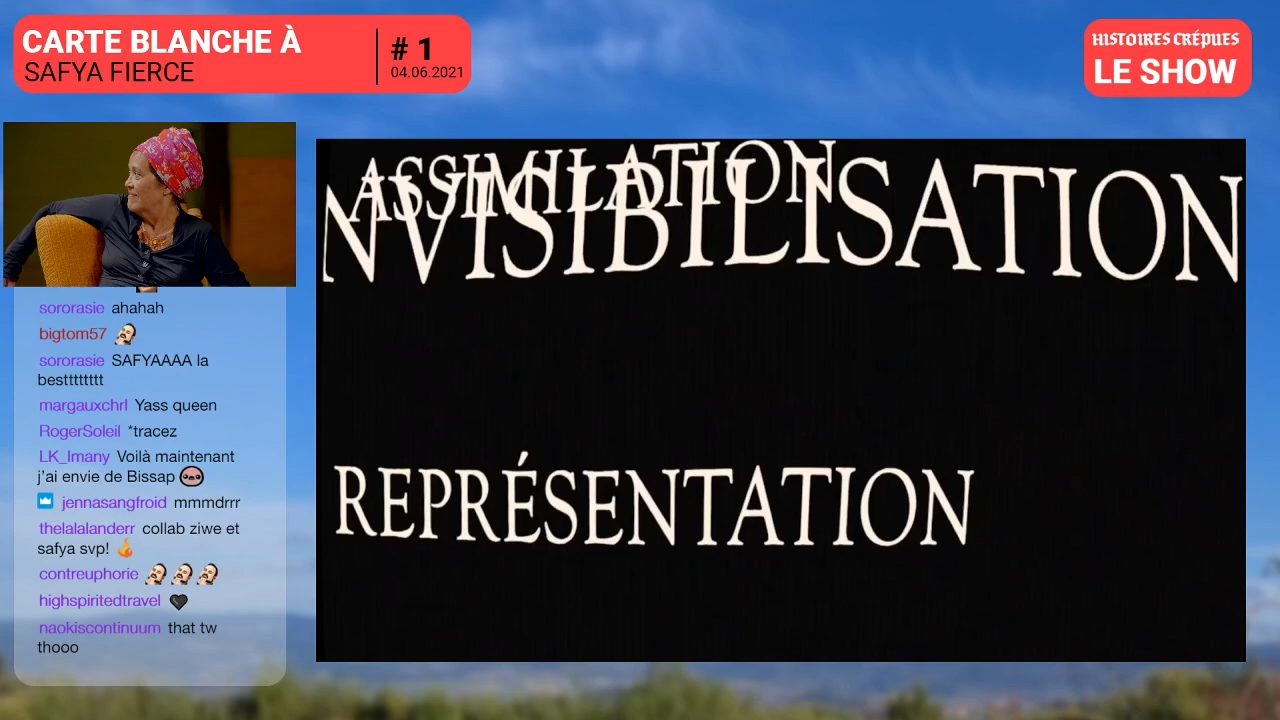 CARTE BLANCHE À
SAFYA FIERCE
# 1
04.06.2021
HISTOIRES CRÉPUES
LE SHOW
ASSIMILATION
NVISIBILISATION
REPRÉSENTATION
sororasie ahahah
bigtom57
sororasie SAFYAAAA la
besttttttt
margauxchrl Yass queen
RogerSoleil *tracez
LK_Imany Voilà maintenant
j'ai envie de Bissap
jennasangfroid mmmdrrr
thelalalanderr collab ziwe et
safya svp!
contreuphorie
highspiritedtravel
naokiscontinuum that tw
thooo